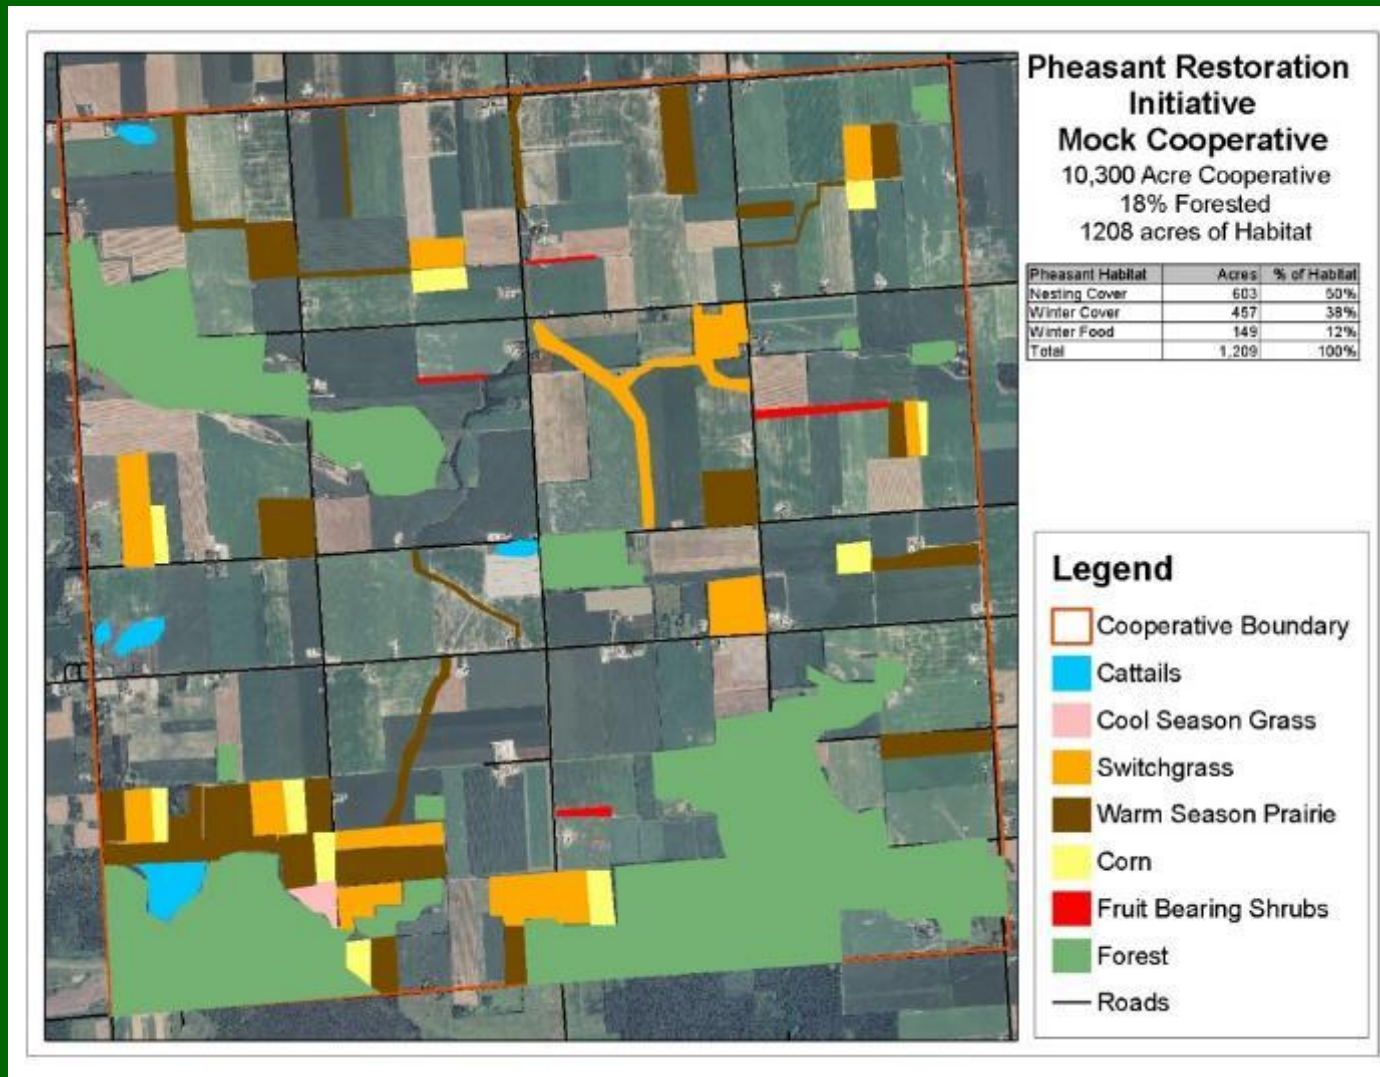 Pheasant Restoration
Initiative
Mock Cooperative
10,300 Acre Cooperative
18% Forested
1208 acres of Habitat
Pheasant Habitat Acres % of Habitat
Nesting Cover 603 50%
Winter Cover 457 38%
Winter Food 149 12%
Total 1,209 100%
Legend
Cooperative Boundary
Cattails
Cool Season Grass
Switchgrass
Warm Season Prairie
Corn
Fruit Bearing Shrubs
Forest
Roads